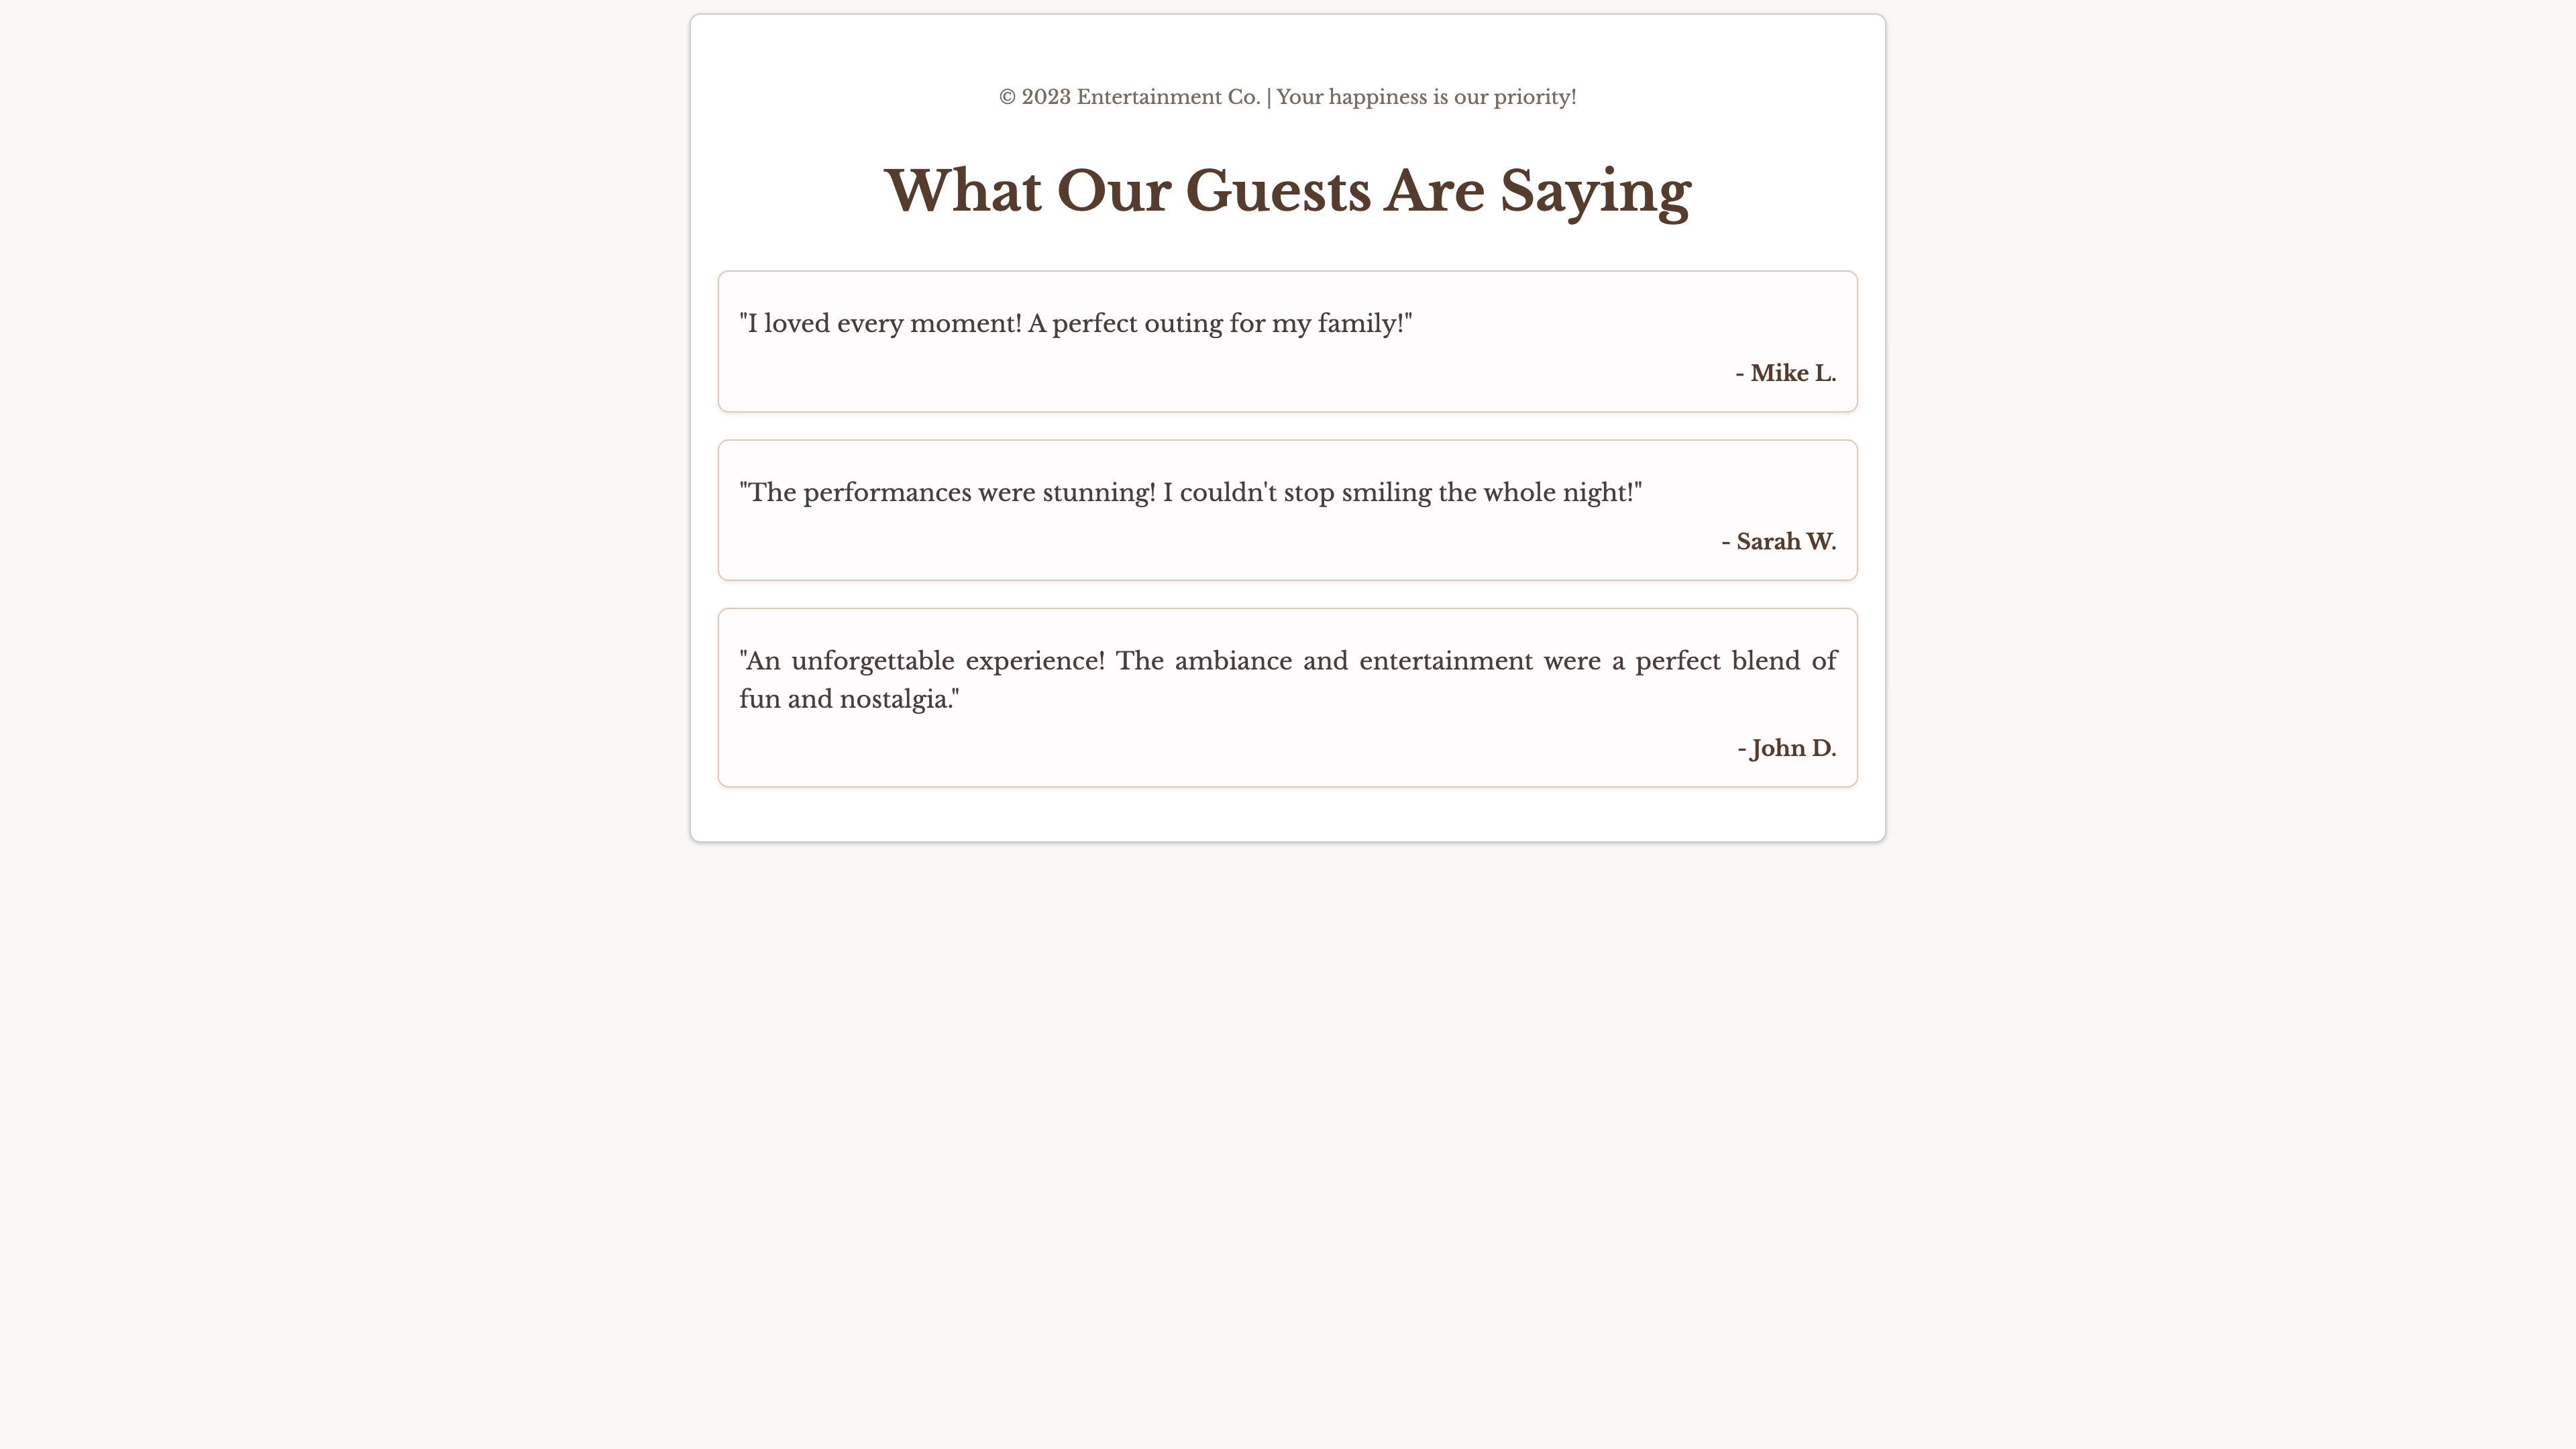 © 2023 Entertainment Co. | Your happiness is our priority!
What Our Guests Are Saying
"I loved every moment! A perfect outing for my family!"
- Mike L.
"The performances were stunning! I couldn't stop smiling the whole night!"
- Sarah W.
"An unforgettable experience! The ambiance and entertainment were a perfect blend of
fun and nostalgia."
- John D.